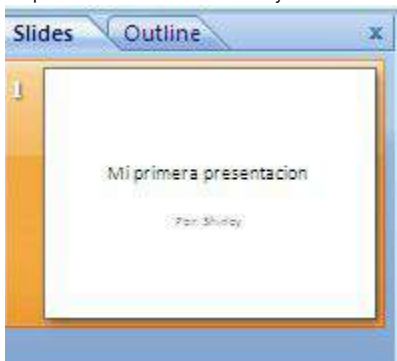 Slides Outline x
1
Mi primera presentacion
Por: Shirley